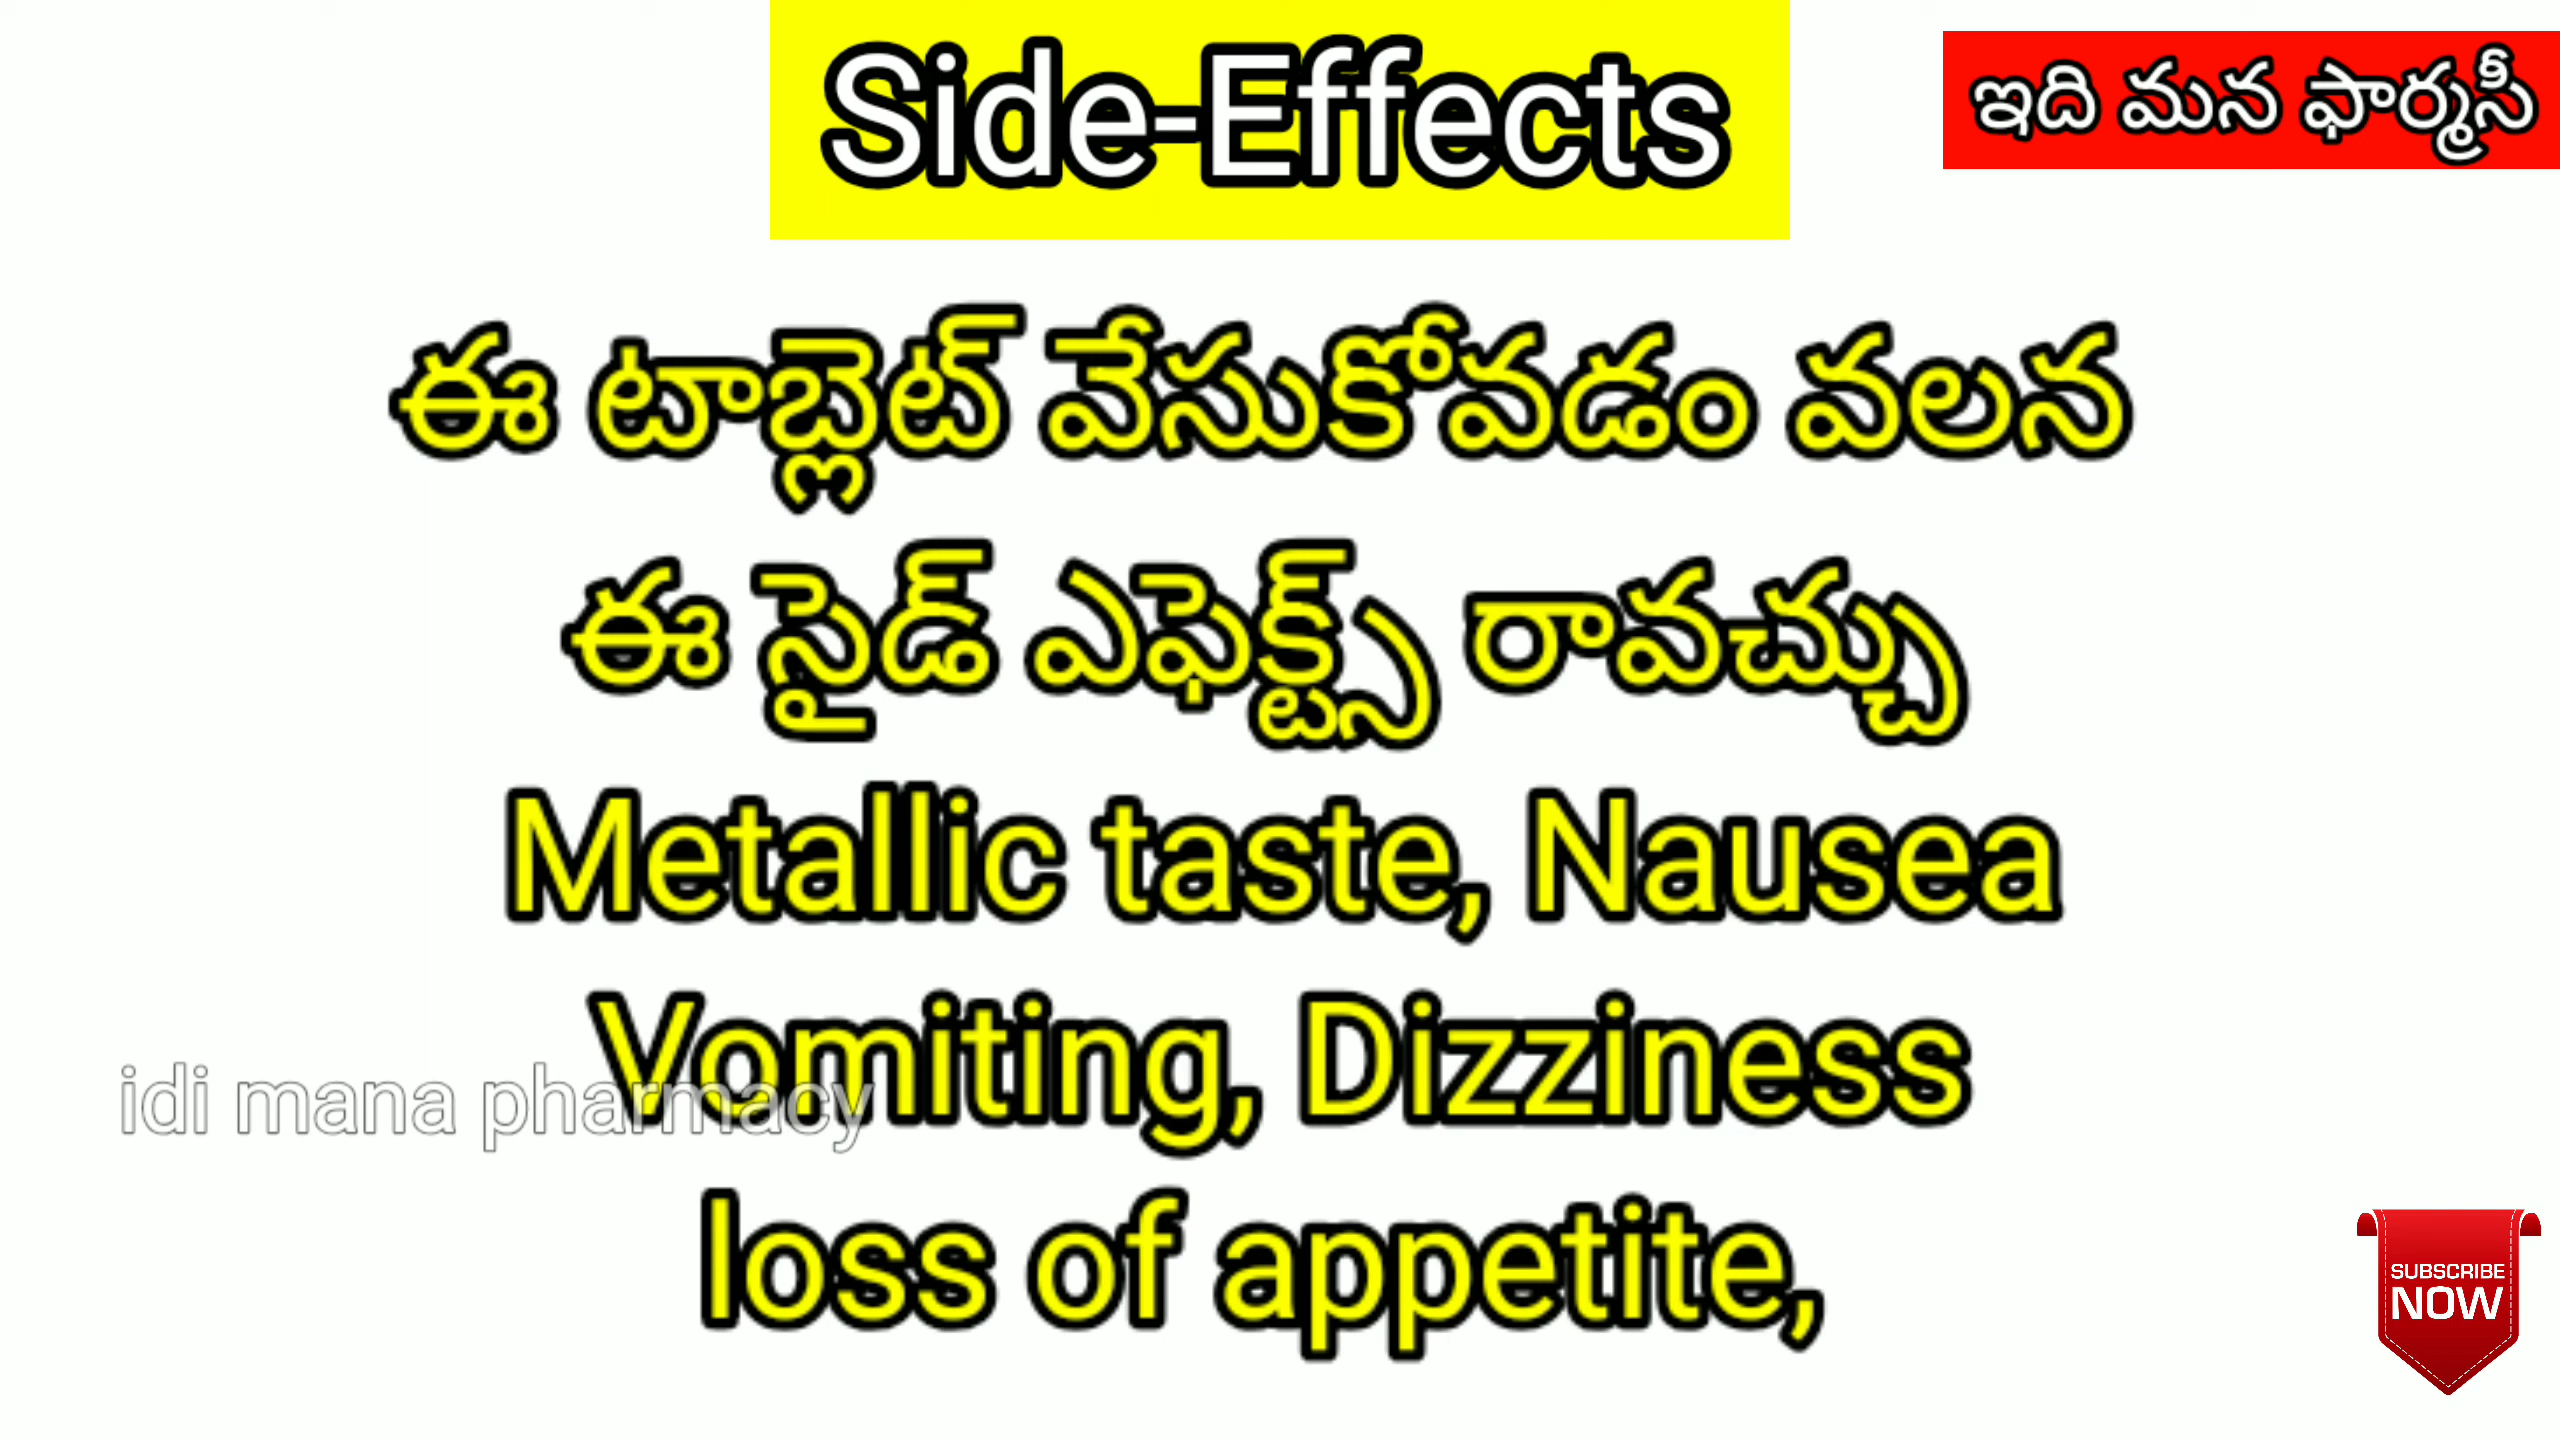 Side-Effects
ఇది మన ఫార్మసీ
ఈ టాబ్లెట్ వేసుకోవడం వలన
ఈ సైడ్ ఎఫెక్ట్స్ రావచ్చు
Metallic taste, Nausea
Vomiting, Dizziness
idi mana pharmacy
loss of appetite,
SUBSCRIBE
NOW